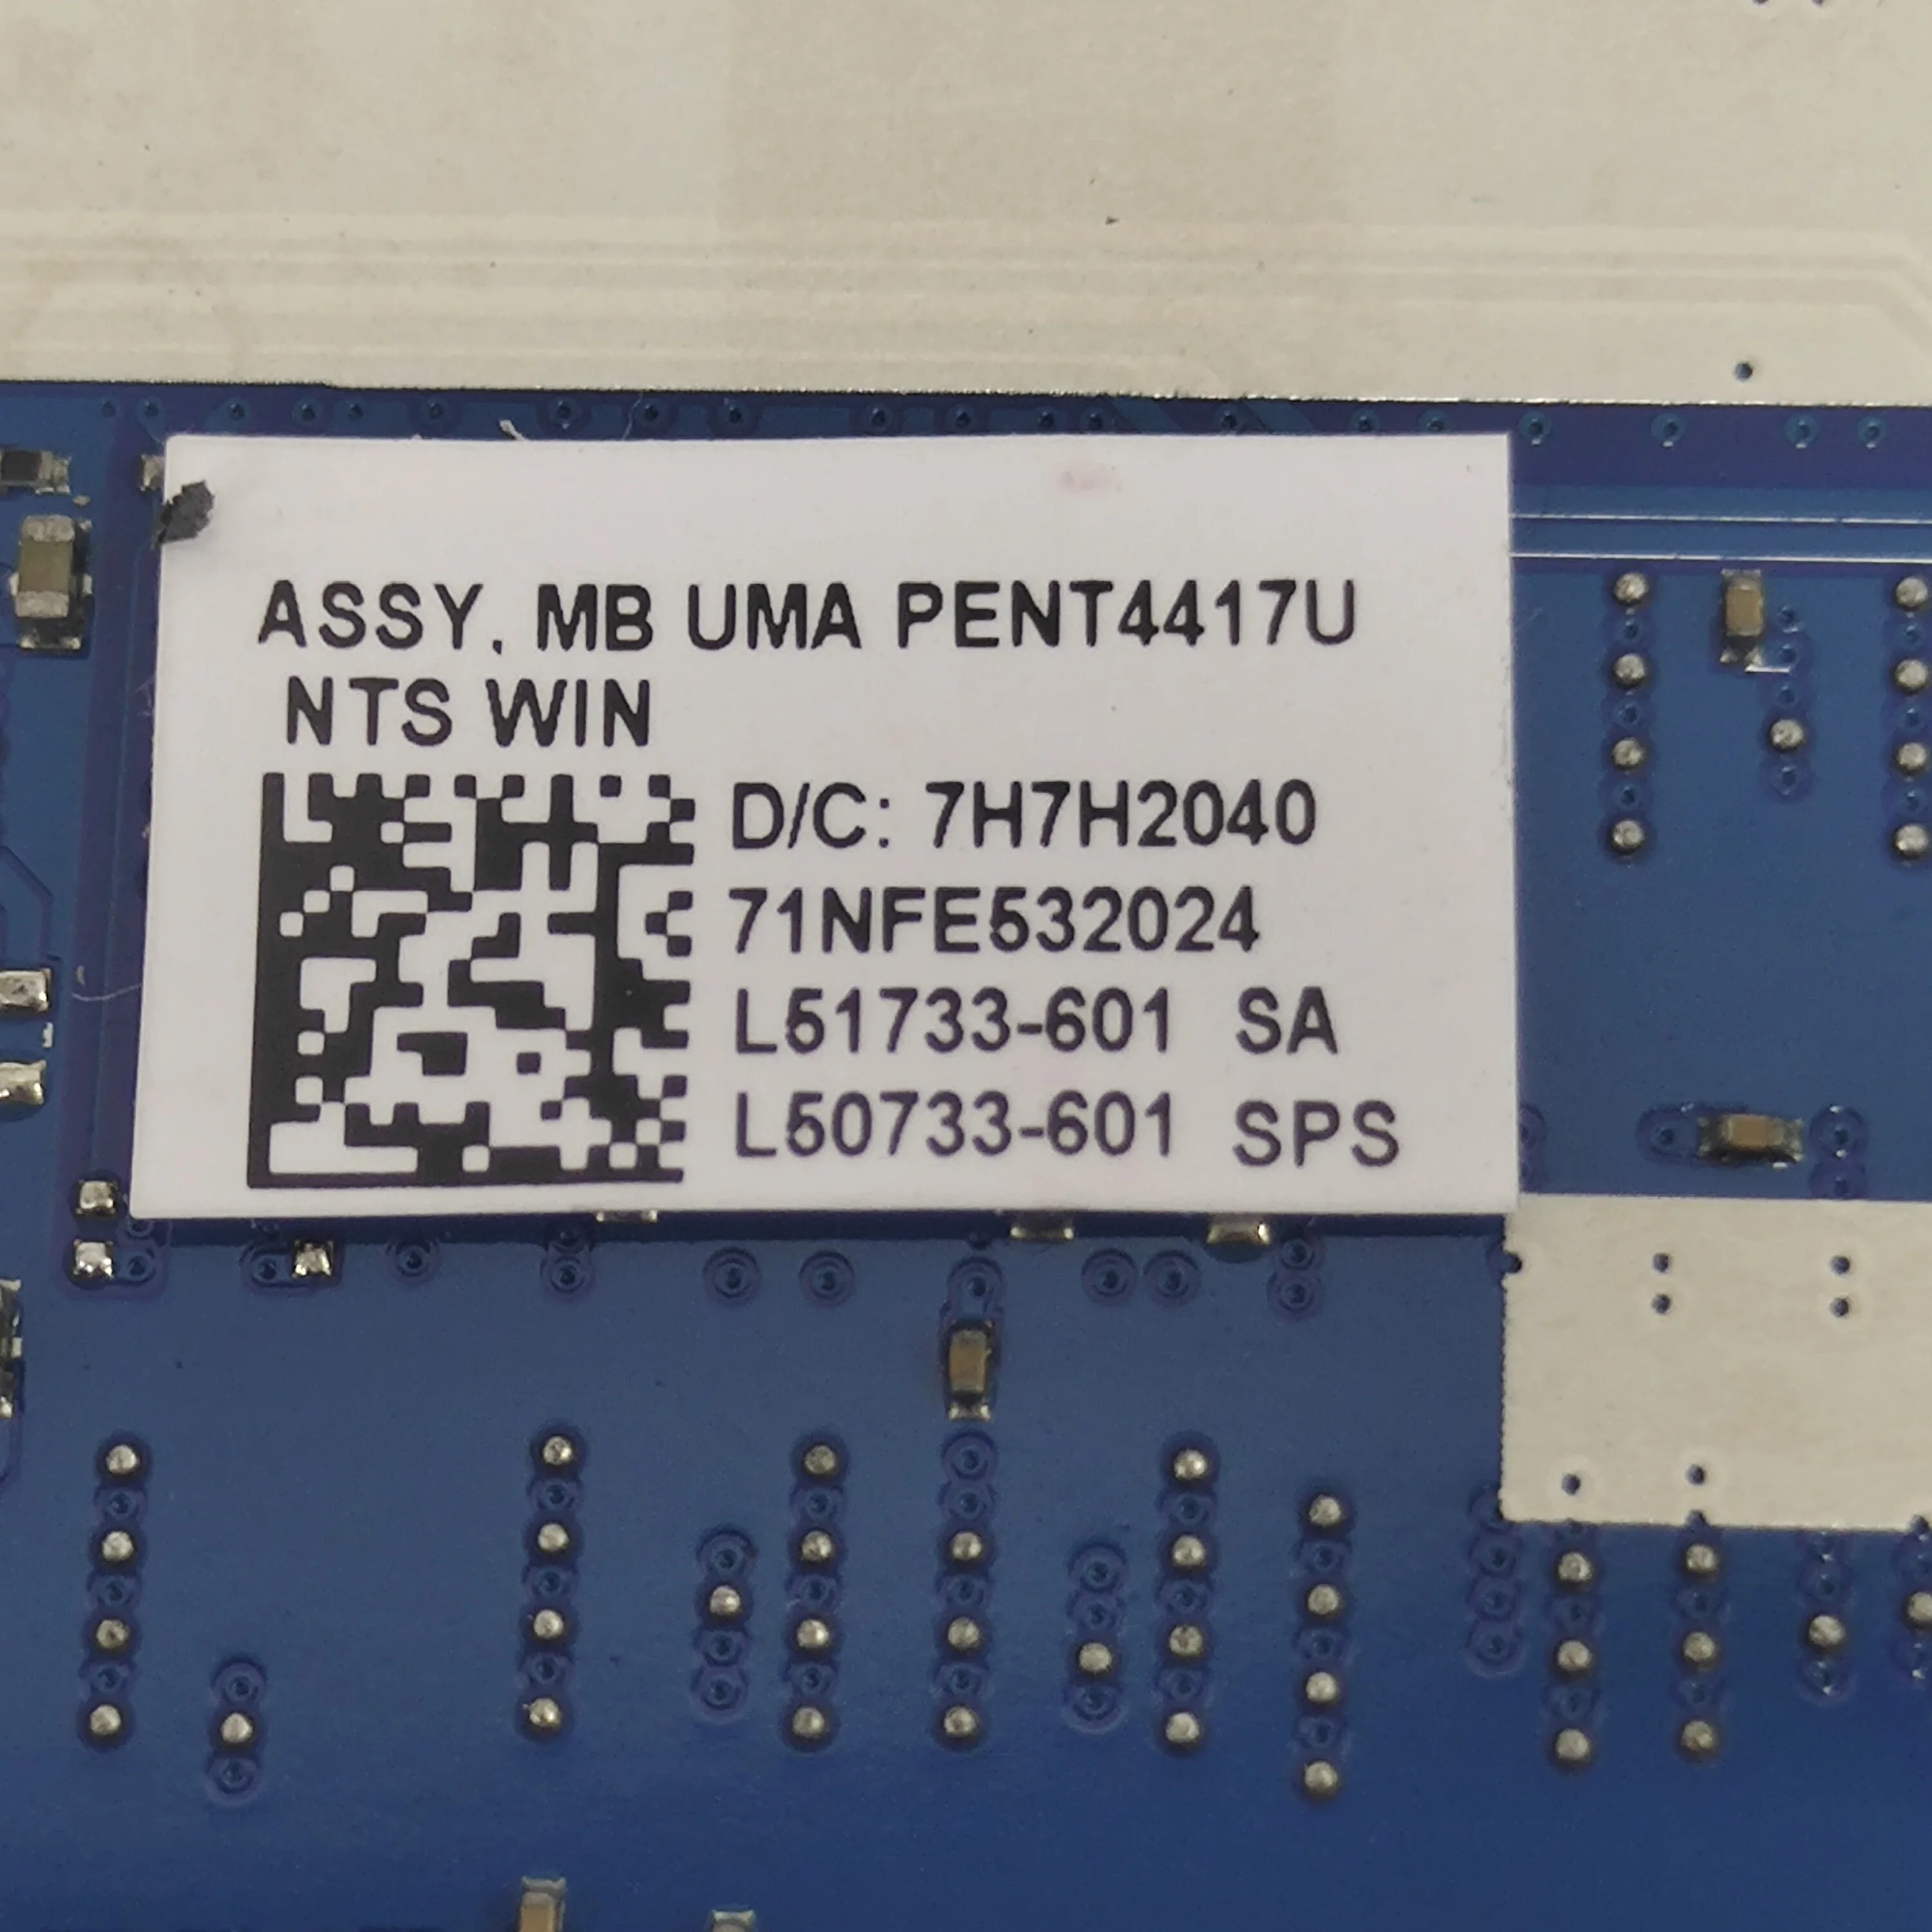 ASSY, MB UMA PENT4417U
NTS WIN
D/C: 7H7H2040
71NFE532024
L51733-601 SA
L50733-601 SPS